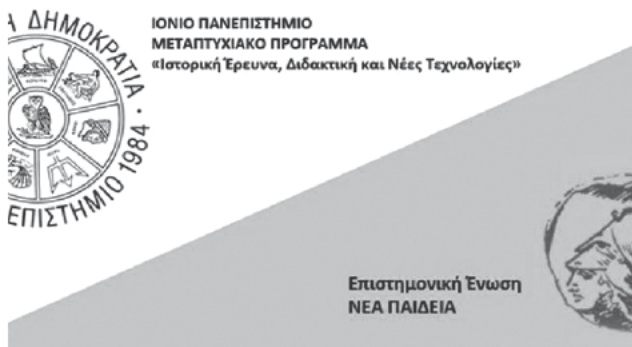 ΙΟΝΙΟ ΠΑΝΕΠΙΣΤΗΜΙΟ
ΜΕΤΑΠΤΥΧΙΑΚΟ ΠΡΟΓΡΑΜΜΑ
«Ιστορική Έρευνα, Διδακτική και Νέες Τεχνολογίες»
ΔΗΜΟΚΡΑΤΙΑ · ΕΠΙΣΤΗΜΙΟ 1984
Επιστημονική Ένωση
ΝΕΑ ΠΑΙΔΕΙΑ